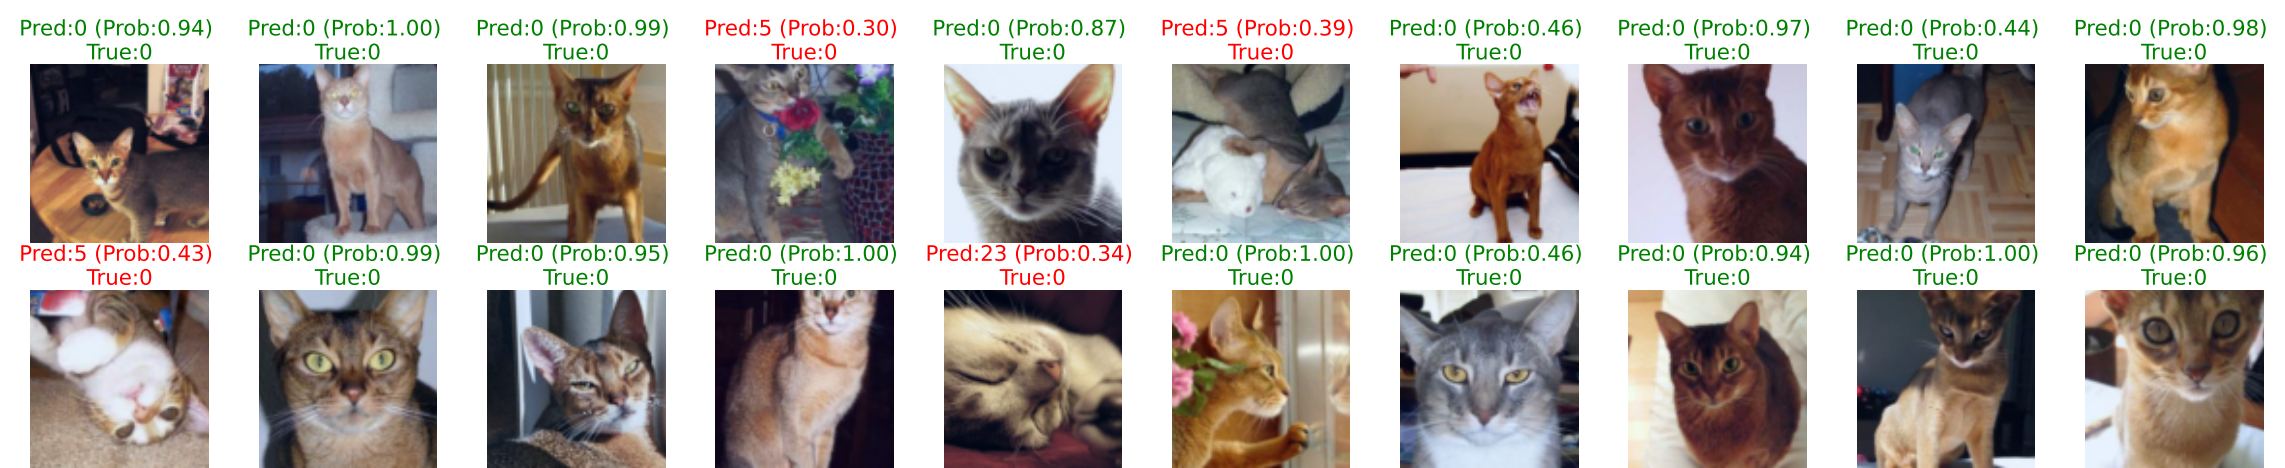 Pred:0 (Prob:0.94)
True:0
Pred:0 (Prob:1.00)
True:0
Pred:0 (Prob:0.99)
True:0
Pred:5 (Prob:0.30)
True:0
Pred:0 (Prob:0.87)
True:0
Pred:5 (Prob:0.39)
True:0
Pred:0 (Prob:0.46)
True:0
Pred:0 (Prob:0.97)
True:0
Pred:0 (Prob:0.44)
True:0
Pred:0 (Prob:0.98)
True:0
Pred:5 (Prob:0.43)
True:0
Pred:0 (Prob:0.99)
True:0
Pred:0 (Prob:0.95)
True:0
Pred:0 (Prob:1.00)
True:0
Pred:23 (Prob:0.34)
True:0
Pred:0 (Prob:1.00)
True:0
Pred:0 (Prob:0.46)
True:0
Pred:0 (Prob:0.94)
True:0
Pred:0 (Prob:1.00)
True:0
Pred:0 (Prob:0.96)
True:0